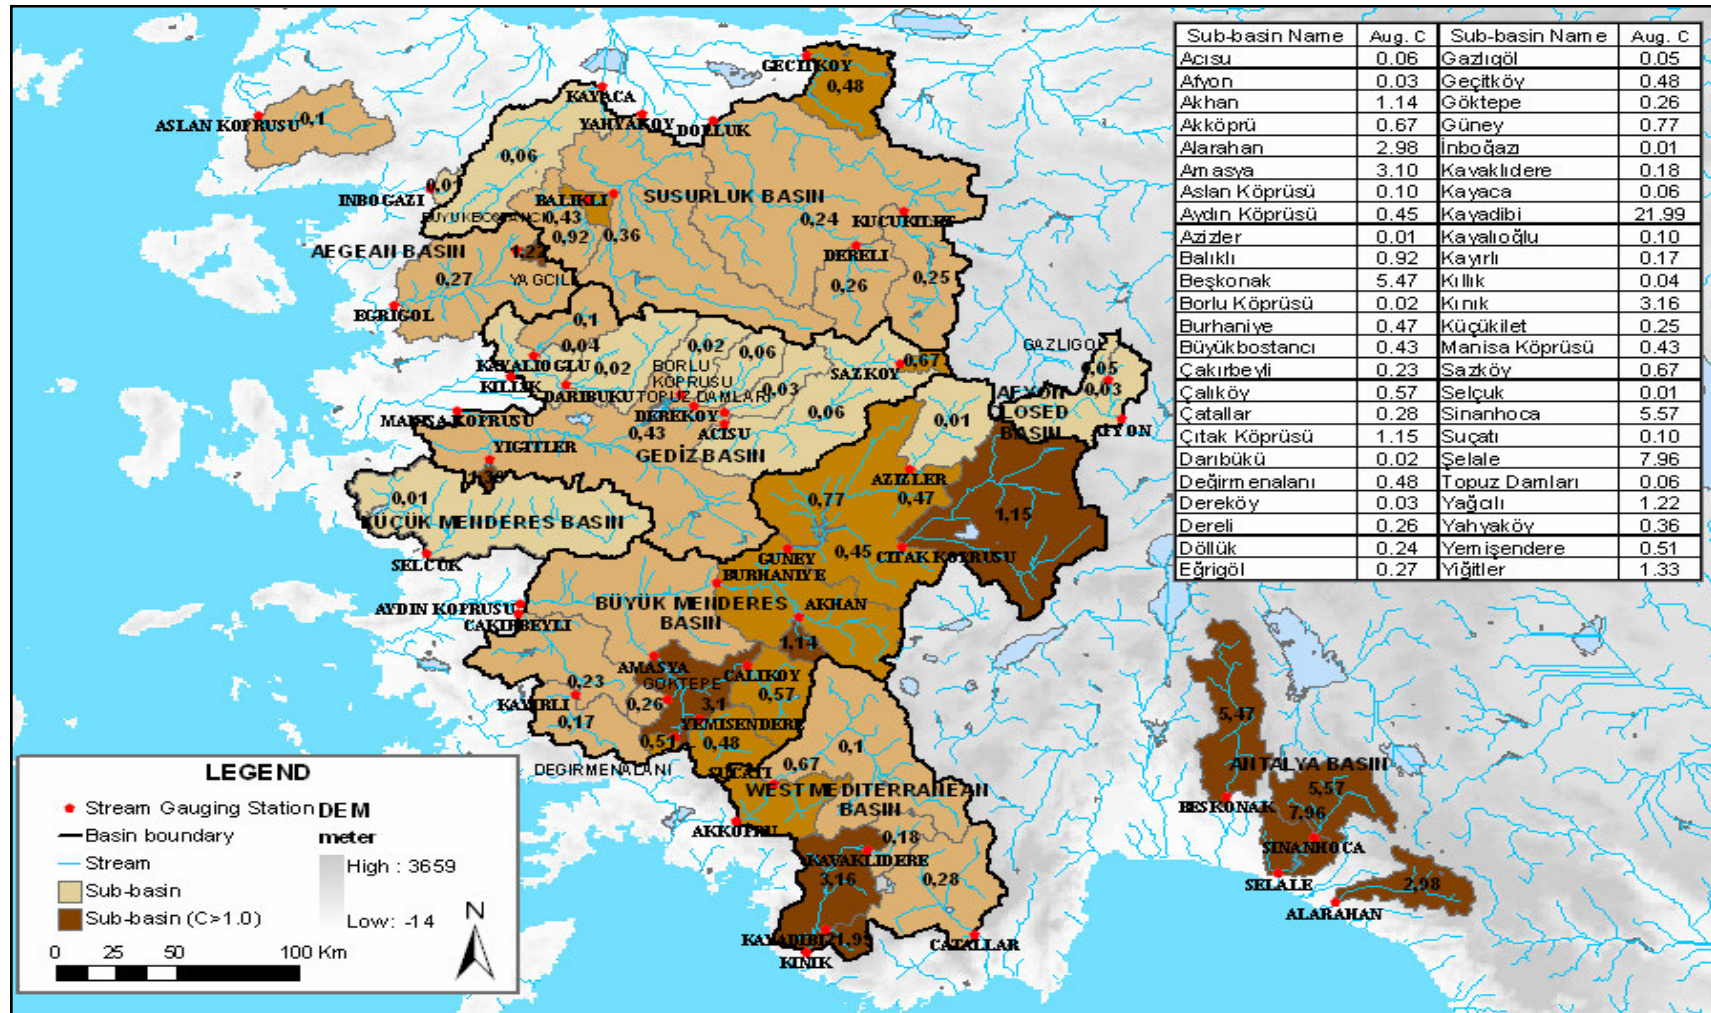 Sub-basin Name Aug. C Sub-basin Name Aug. C
Acısu 0.06 Gazlıgöl 0.05
Afyon 0.03 Geçitköy 0.48
Akhan 1.14 Göktepe 0.26
Akköprü 0.67 Güney 0.77
Alarahan 2.98 İnboğazı 0.01
Amasya 3.10 Kavaklıdere 0.18
Aslan Köprüsü 0.10 Kayaca 0.06
Aydın Köprüsü 0.45 Kayadibi 21.99
Azizler 0.01 Kayalıoğlu 0.10
Balıklı 0.92 Kayırlı 0.17
Beşkonak 5.47 Kıllık 0.04
Borlu Köprüsü 0.02 Kınık 3.16
Burhaniye 0.47 Küçükilet 0.25
Büyükbostancı 0.43 Manisa Köprüsü 0.43
Çakırbeyli 0.23 Sazköy 0.67
Çalıköy 0.57 Selçuk 0.01
Çatallar 0.28 Sinanhoca 5.57
Çıtak Köprüsü 1.15 Suçatı 0.10
Darıbükü 0.02 Şelale 7.96
Değirmenalanı 0.48 Topuz Damları 0.06
Dereköy 0.03 Yağcılı 1.22
Dereli 0.26 Yahyaköy 0.36
Döllük 0.24 Yemişendere 0.51
Eğrigöl 0.27 Yiğitler 1.33
GECITKOY
0,48
KAYACA
ASLAN KOPRUSU 0,1
YAHYAKOY DOLLUK
0,06
0,01
INBOGAZI
BALIKLI SUSURLUK BASIN
BUYUKBOSTANCI 0,43 0,24 KUCUKILET
0,92 0,36
AEGEAN BASIN 1,22 DERELI
0,27 YAGCILI 0,26 0,25
EGRIGOL
0,1
0,04 0,02 0,06 GAZLIGOL
KAYALIOGLU 0,02 BORLU 0,67 0,05
KILLIK KOPRUSU SAZKOY 0,03
DARIBUKU TOPUZ DAMLARI 0,03 AFYON
MANISA KOPRUSU DEREKOY 0,06 0,01 LOSED
0,43 ACISU BASIN AFYON
YIGITLER GEDIZ BASIN
AZIZLER
0,01 0,77 0,47 1,15
KÜÇÜK MENDERES BASIN
0,45 CITAK KOPRUSU
SELCUK GUNEY
BURHANIYE
AYDIN KOPRUSU BÜYÜK MENDERES AKHAN
CAKIRBEYLI BASIN
1,14
AMASYA CALIKOY
0,23 GOKTEPE 0,57
KAYIRLI 0,26 3,1
0,17 YEMISENDERE
0,51 0,48 0,1
DEGIRMENALANI SUCATI 0,67
WEST MEDITERRANEAN
BASIN
AKKOPRU 0,18
KAVAKLIDERE
3,16 0,28
KAYADIBI 21,99 CATALLAR
KINIK
5,47
ANTALYA BASIN
BESKONAK 5,57
7,96
SINANHOCA
SELALE 2,98
ALARAHAN
LEGEND
Stream Gauging Station DEM
Basin boundary meter
Stream High : 3659
Sub-basin
Sub-basin (C>1.0) Low: -14
N
0 25 50 100 Km